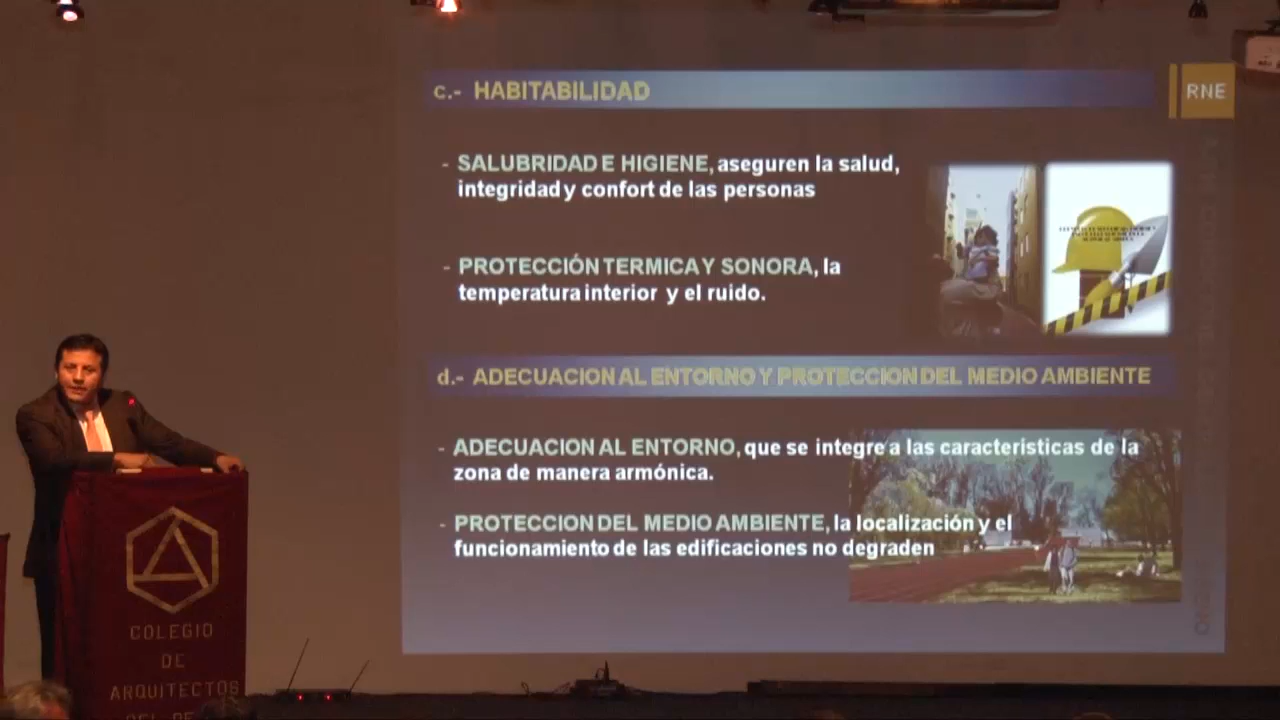 c.- HABITABILIDAD
RNE
- SALUBRIDAD E HIGIENE, aseguren la salud,
integridad y confort de las personas
- PROTECCIÓN TERMICA Y SONORA, la
temperatura interior y el ruido.
d.- ADECUACION AL ENTORNO Y PROTECCION DEL MEDIO AMBIENTE
- ADECUACION AL ENTORNO, que se integre a las caracteristicas de la
zona de manera armónica.
- PROTECCION DEL MEDIO AMBIENTE, la localización y el
funcionamiento de las edificaciones no degraden
COLEGIO
DE
ARQUITECTOS